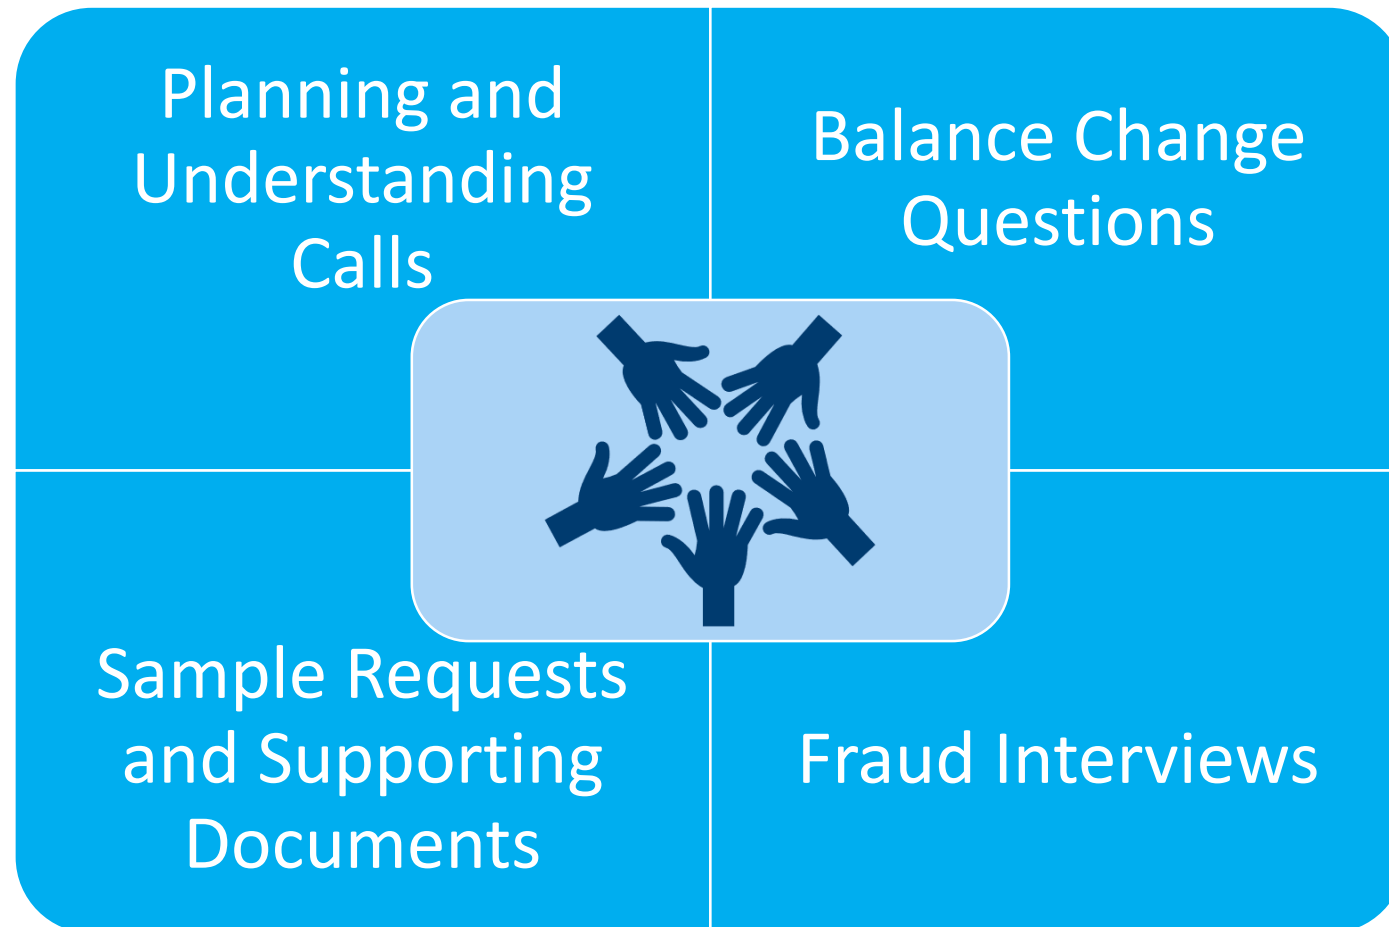 Planning and
Understanding
Calls
Balance Change
Questions
Sample Requests
and Supporting
Documents
Fraud Interviews